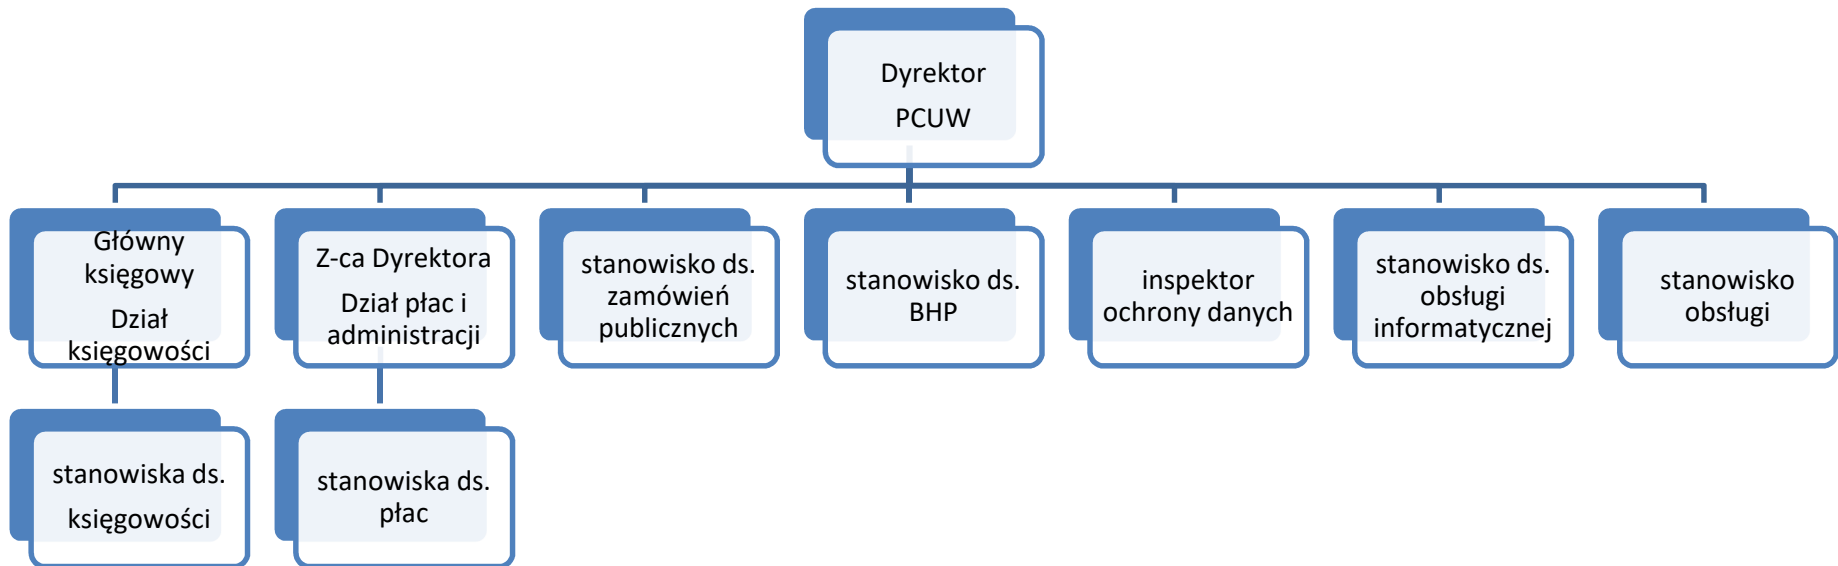 Dyrektor
PCUW
Główny
księgowy
Dział
księgowości
Z-ca Dyrektora
Dział płac i
administracji
stanowisko ds.
zamówień
publicznych
stanowisko ds.
BHP
inspektor
ochrony danych
stanowisko ds.
obsługi
informatycznej
stanowisko
obsługi
stanowiska ds.
księgowości
stanowiska ds.
płac